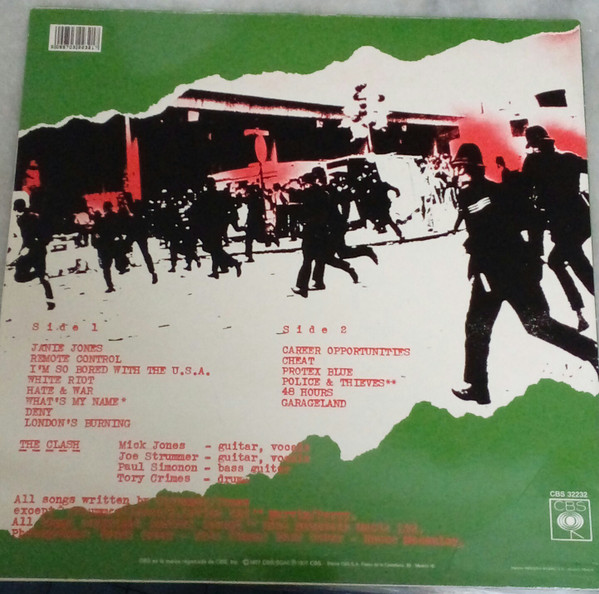 Side 1
JANIE JONES
REMOTE CONTROL
I'M SO BORED WITH THE U.S.A.
WHITE RIOT
HATE & WAR
WHAT'S MY NAME*
DENY
LONDON'S BURNING
Side 2
CAREER OPPORTUNITIES
CHEAT
PROTEX BLUE
POLICE & THIEVES**
48 HOURS
GARAGELAND
THE CLASH
Mick Jones - guitar, vocals
Joe Strummer - guitar, vocals
Paul Simonon - bass guitar
Tory Crimes - drums
All songs written by
except
All
CBS 32232
CBS